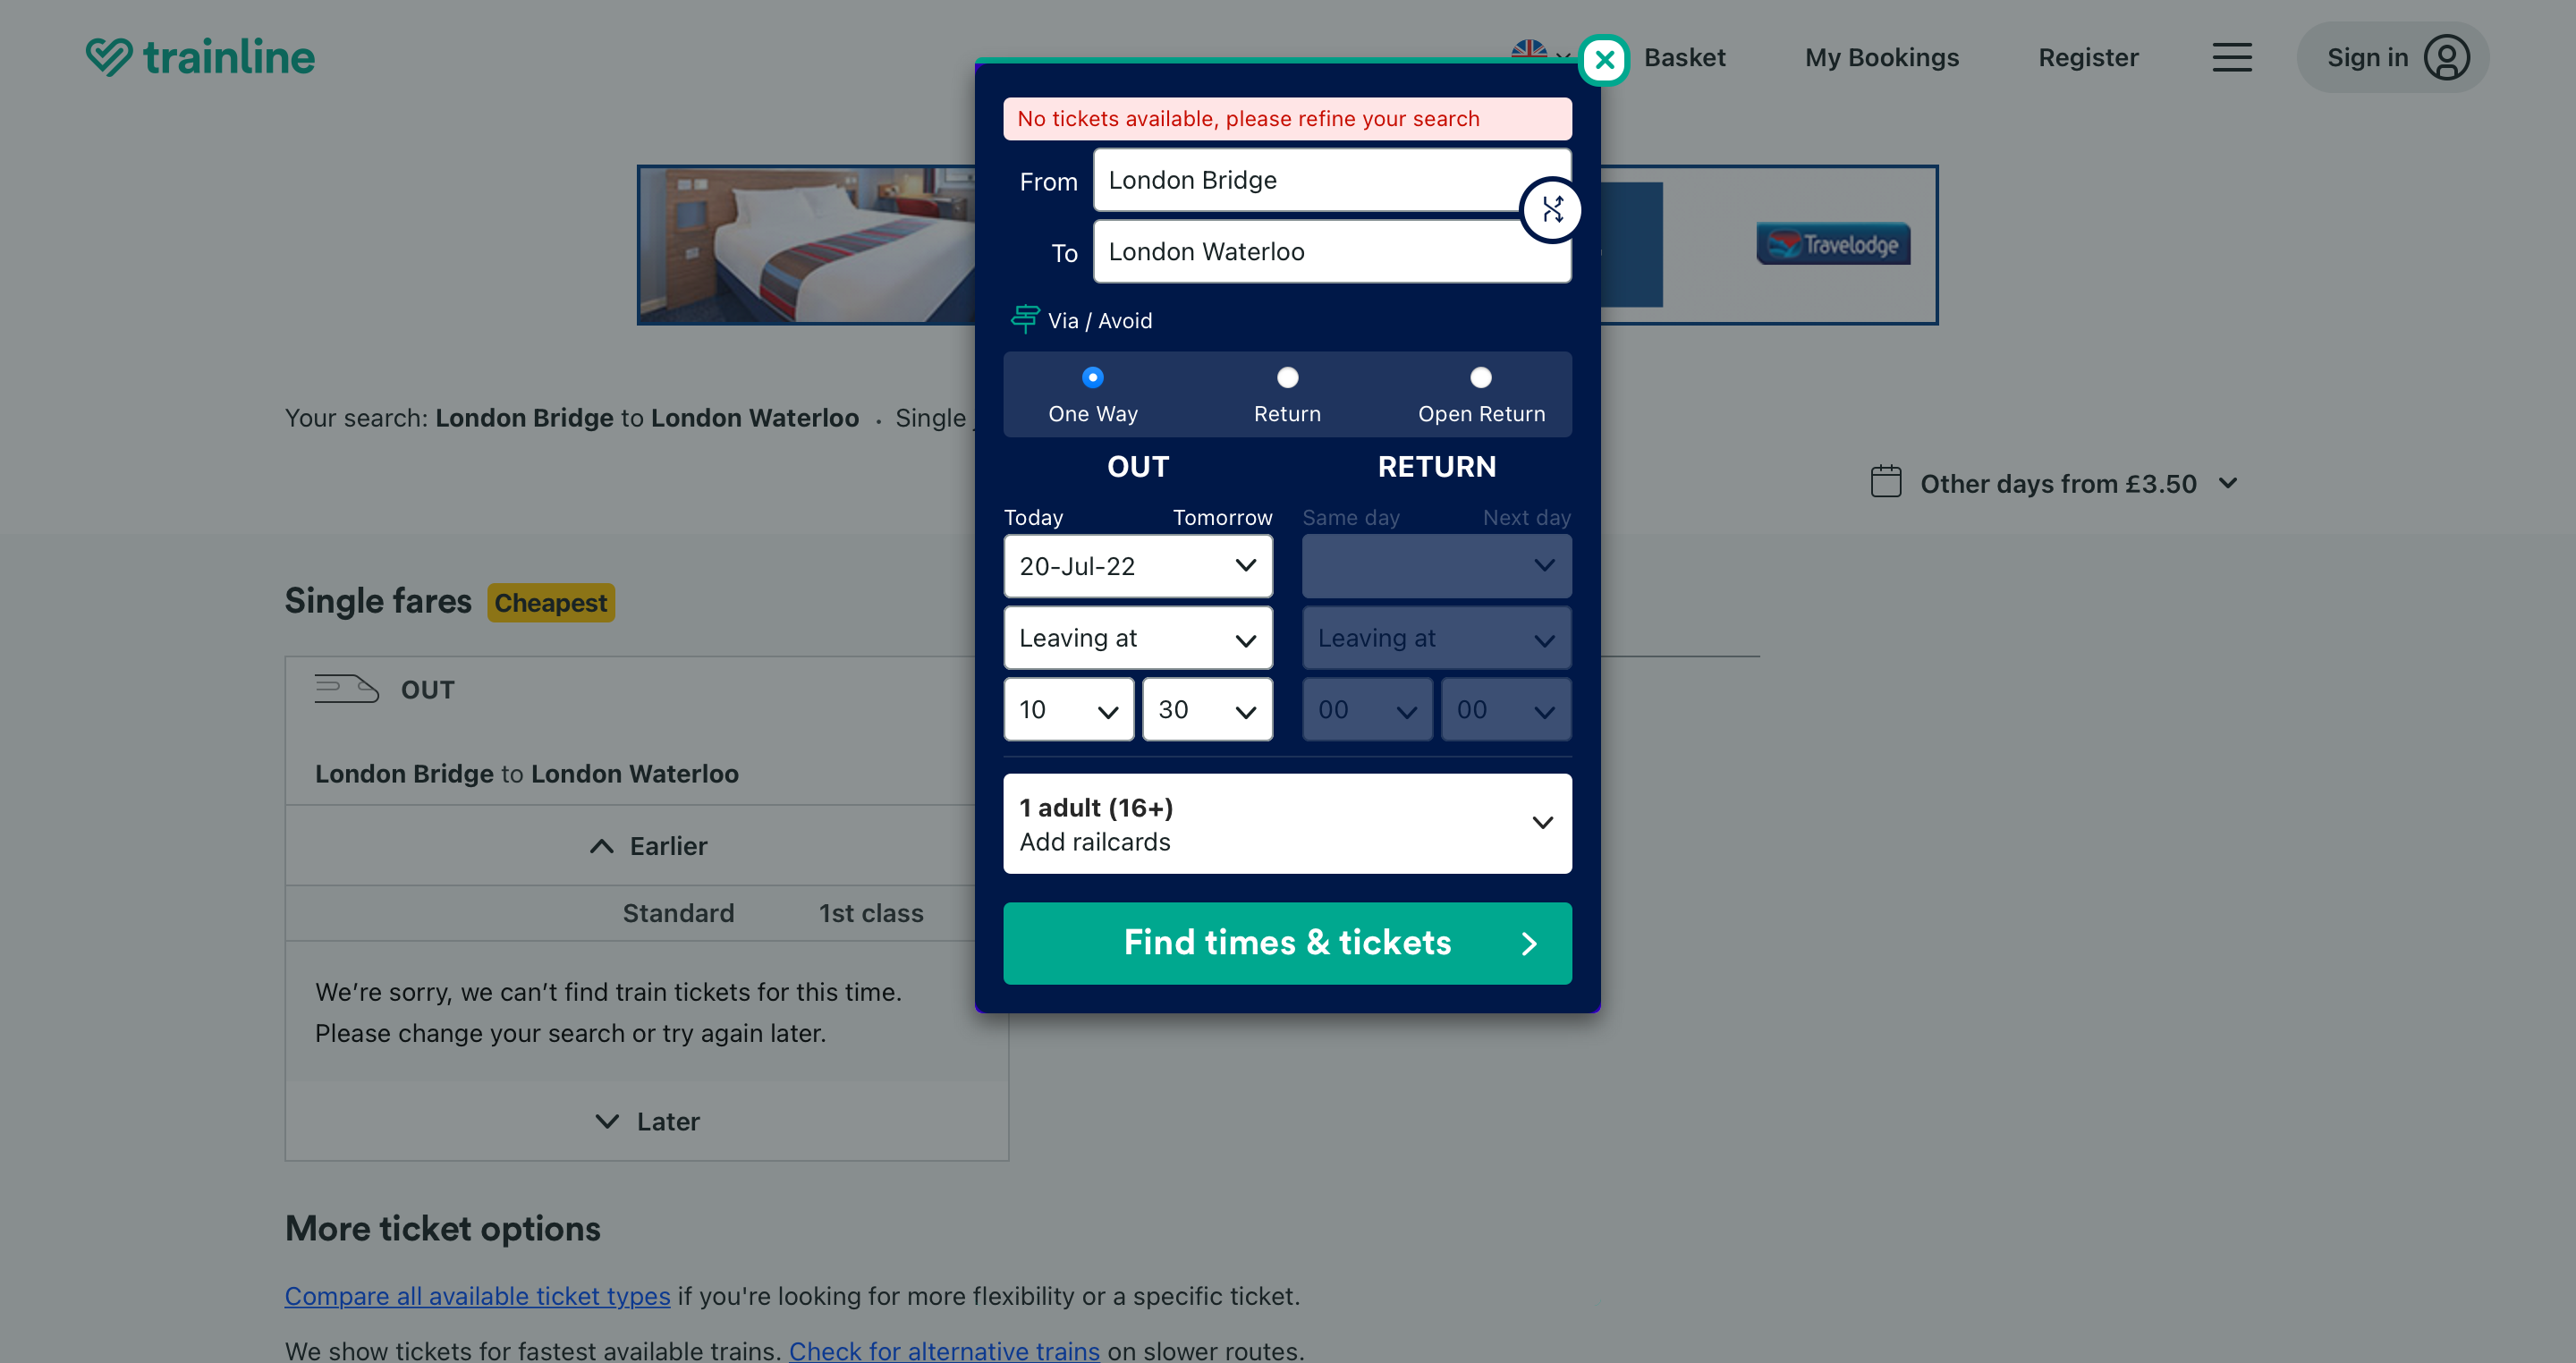 trainline
Basket
My Bookings
Register
Sign in
No tickets available, please refine your search
From
London Bridge
To
London Waterloo
Via / Avoid
One Way
Return
Open Return
OUT
RETURN
Today
Tomorrow
Same day
Next day
20-Jul-22
Leaving at
Leaving at
10
30
00
00
1 adult (16+)
Add railcards
Find times & tickets
Travelodge
Your search: London Bridge to London Waterloo · Single
Other days from £3.50
Single fares
Cheapest
OUT
London Bridge to London Waterloo
Earlier
Standard
1st class
We’re sorry, we can’t find train tickets for this time.
Please change your search or try again later.
Later
More ticket options
Compare all available ticket types if you're looking for more flexibility or a specific ticket.
We show tickets for fastest available trains. Check for alternative trains on slower routes.